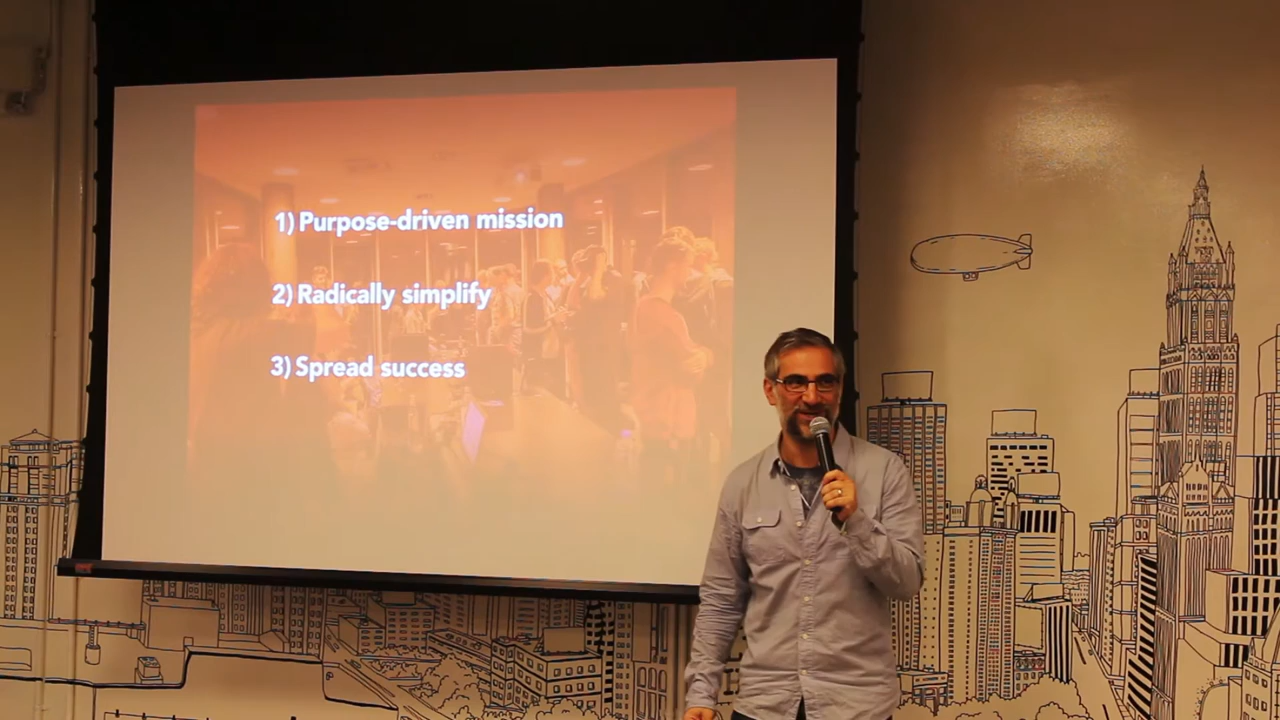 1) Purpose-driven mission
2) Radically simplify
3) Spread success